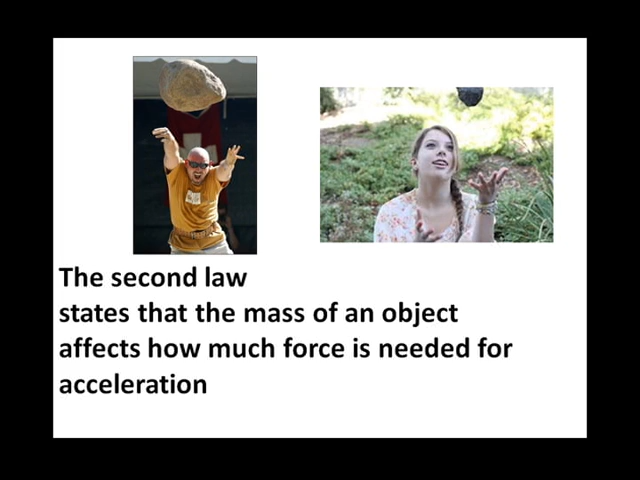 The second law
states that the mass of an object
affects how much force is needed for
acceleration